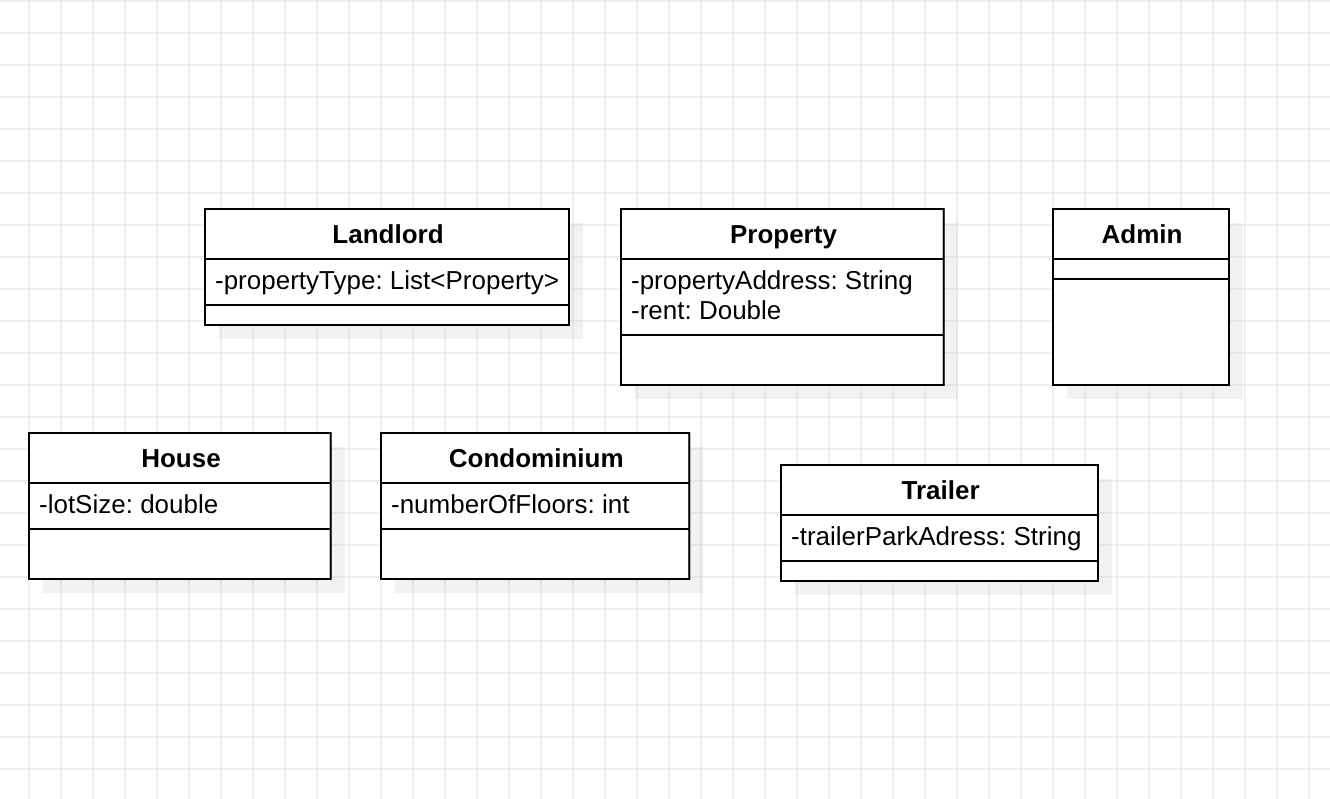 Landlord
-propertyType: List<Property>
Property
-propertyAddress: String
-rent: Double
Admin
House
-lotSize: double
Condominium
-numberOfFloors: int
Trailer
-trailerParkAdress: String